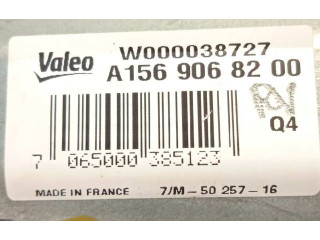 Valeo
W000038727
A156 906 82 00
Q4
7 065000 385123
MADE IN FRANCE
7/M-50 257-16